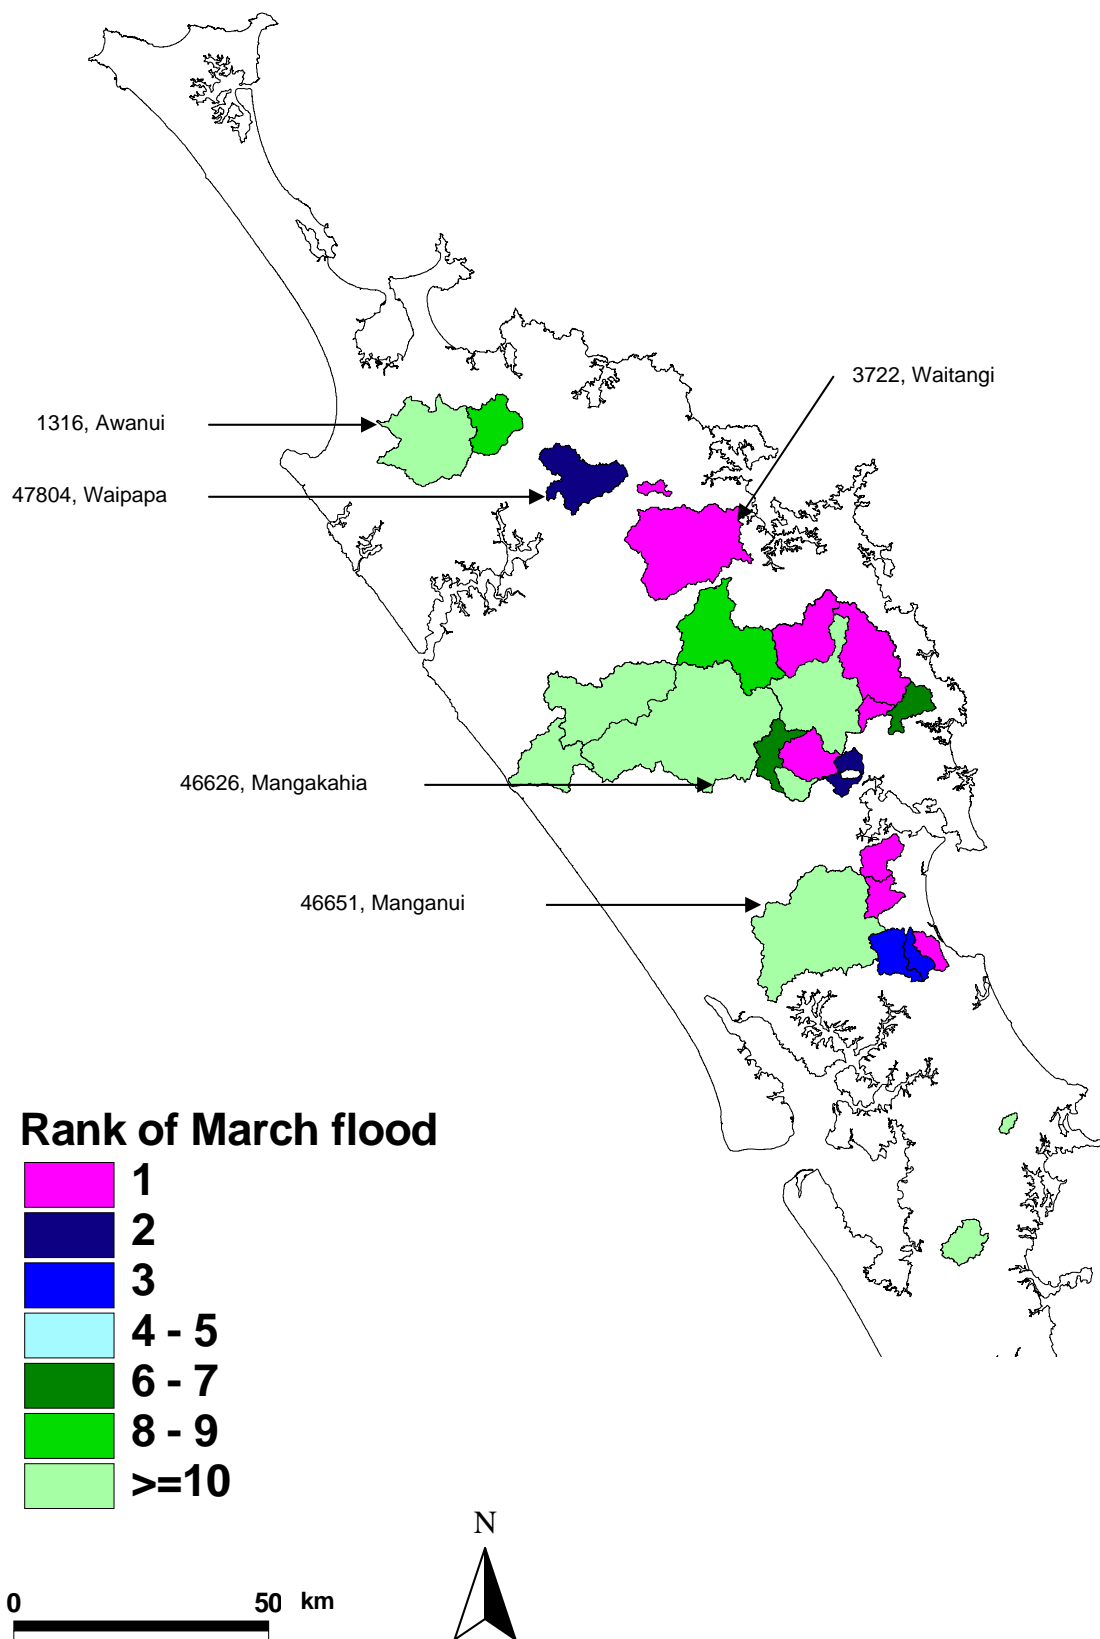 3722, Waitangi
1316, Awanui
47804, Waipapa
46626, Mangakahia
46651, Manganui
Rank of March flood
1
2
3
4 - 5
6 - 7
8 - 9
>=10
N
0 50 km